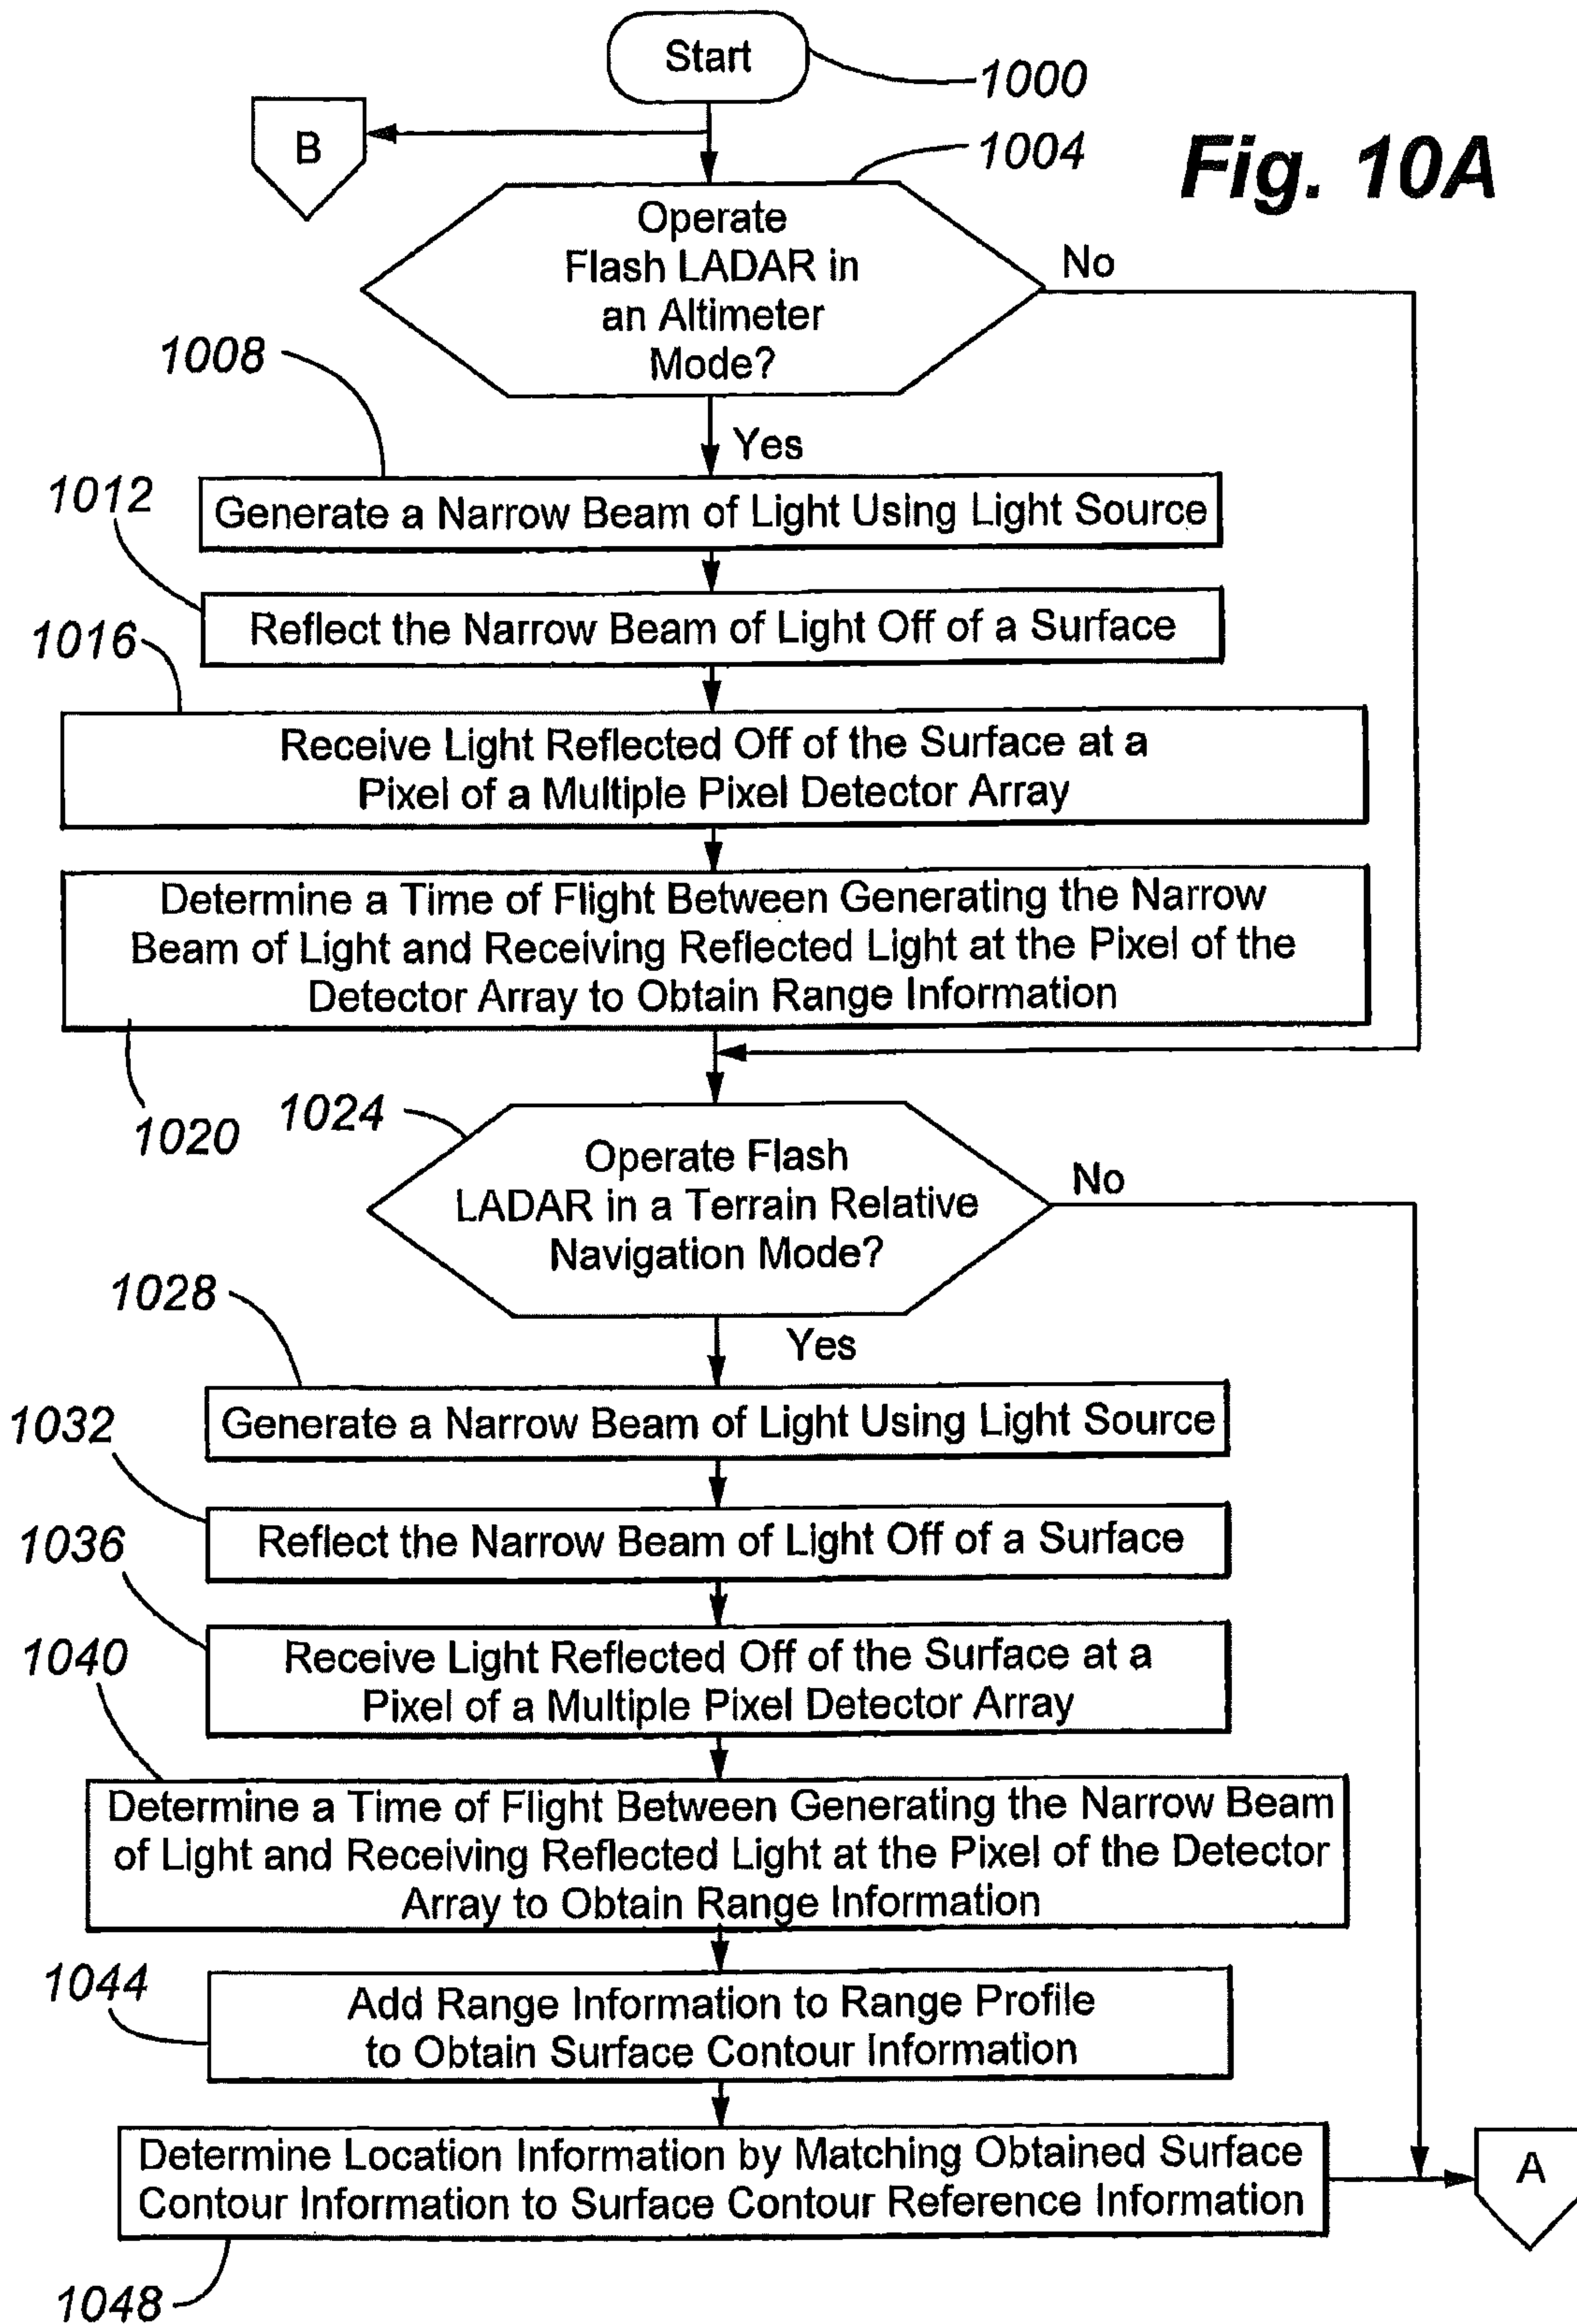 Start
1000
B
Fig. 10A
1004
Operate
Flash LADAR in
an Altimeter
Mode?
No
1008
Yes
Generate a Narrow Beam of Light Using Light Source
1012
Reflect the Narrow Beam of Light Off of a Surface
1016
Receive Light Reflected Off of the Surface at a
Pixel of a Multiple Pixel Detector Array
Determine a Time of Flight Between Generating the Narrow
Beam of Light and Receiving Reflected Light at the Pixel of the
Detector Array to Obtain Range Information
1020
1024
Operate Flash
LADAR in a Terrain Relative
Navigation Mode?
No
1028
Yes
Generate a Narrow Beam of Light Using Light Source
1032
Reflect the Narrow Beam of Light Off of a Surface
1036
Receive Light Reflected Off of the Surface at a
Pixel of a Multiple Pixel Detector Array
1040
Determine a Time of Flight Between Generating the Narrow Beam
of Light and Receiving Reflected Light at the Pixel of the Detector
Array to Obtain Range Information
1044
Add Range Information to Range Profile
to Obtain Surface Contour Information
Determine Location Information by Matching Obtained Surface
Contour Information to Surface Contour Reference Information
A
1048